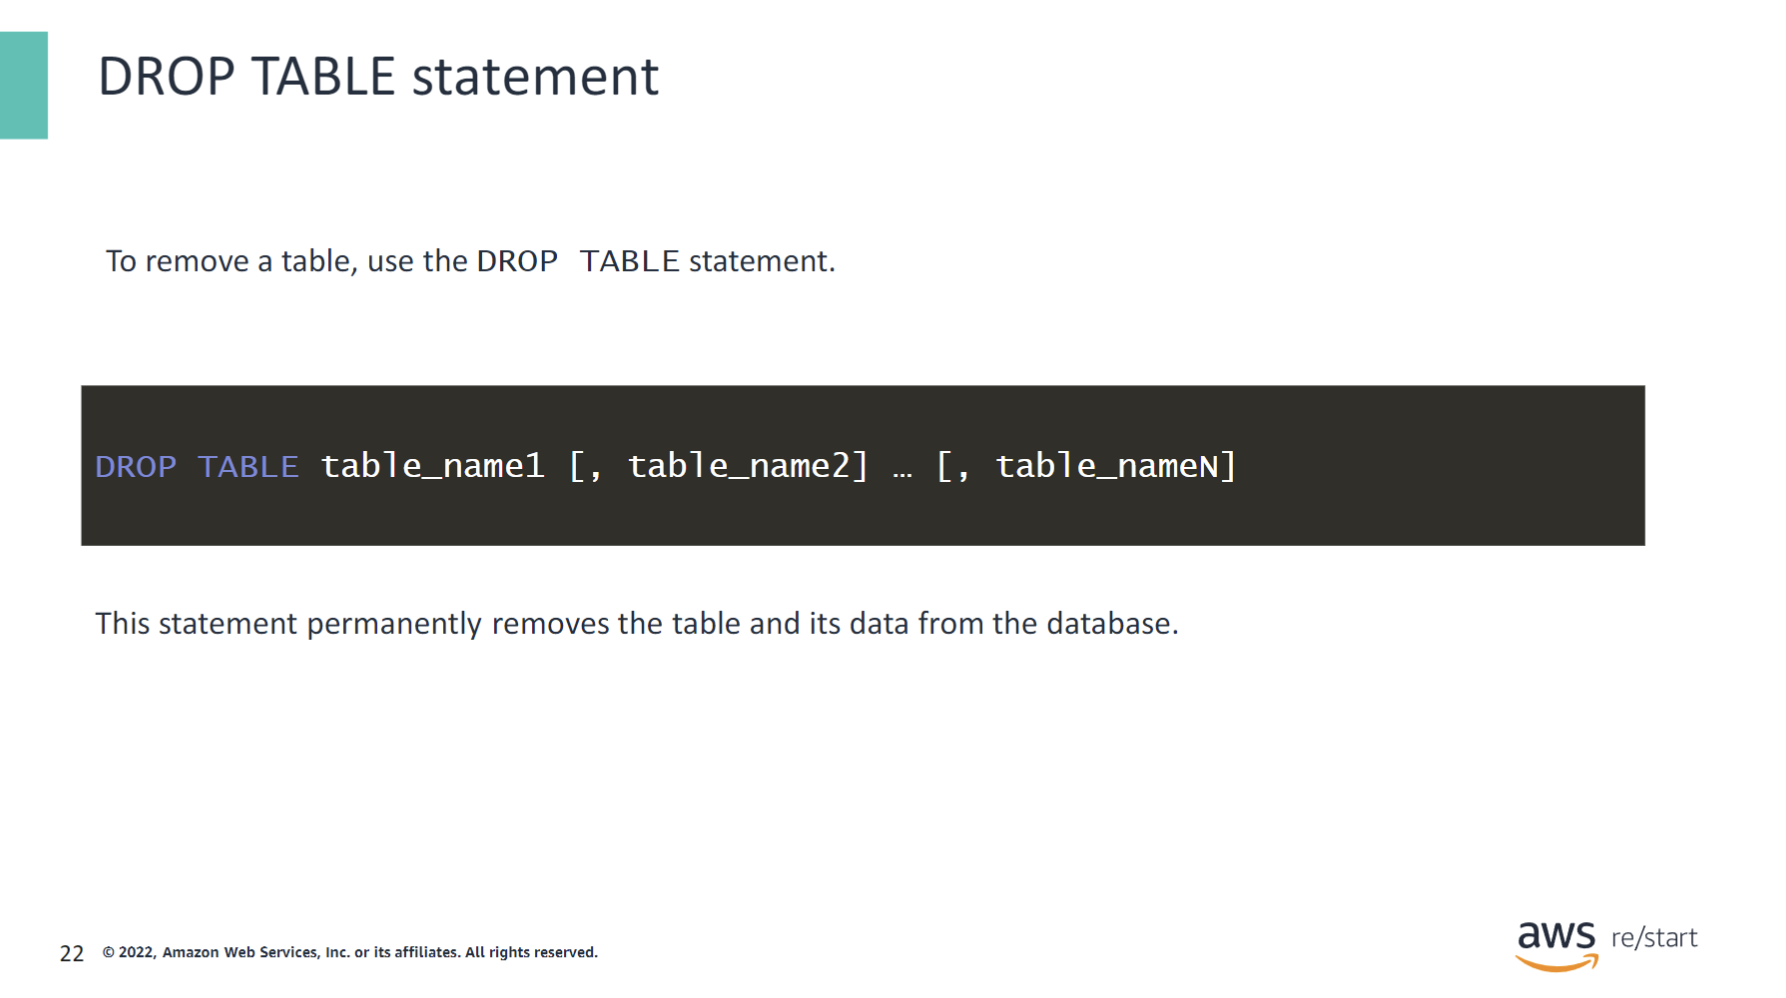 DROP TABLE statement
To remove a table, use the DROP TABLE statement.
DROP TABLE table_name1 [, table_name2] … [, table_nameN]
This statement permanently removes the table and its data from the database.
22 © 2022, Amazon Web Services, Inc. or its affiliates. All rights reserved.
aws re/start